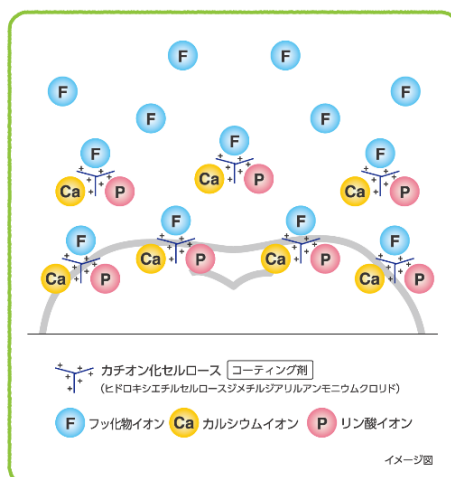 F F
F F
F F
F F F
Ca P Ca P Ca P
F F
F F
Ca P Ca P
Ca P Ca P
カチオン化セルロース コーティング剤
(ヒドロキシエチルセルロースジメチルジアリルアンモニウムクロリド)
F フッ化物イオン Ca カルシウムイオン P リン酸イオン
イメージ図